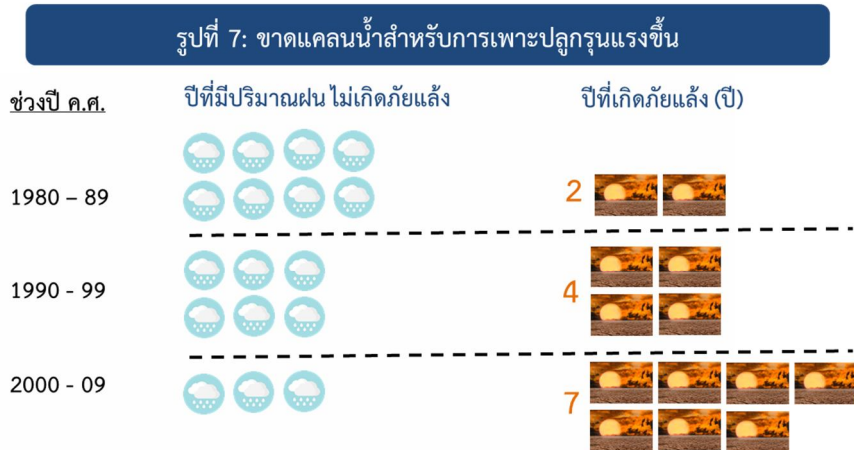 รูปที่ 7: ขาดแคลนน้ำสำหรับการเพาะปลูกรุนแรงขึ้น
ช่วงปี ค.ศ. ปีที่มีปริมาณฝน ไม่เกิดภัยแล้ง ปีที่เกิดภัยแล้ง (ปี)
1980 – 89 2
1990 - 99 4
2000 - 09 7